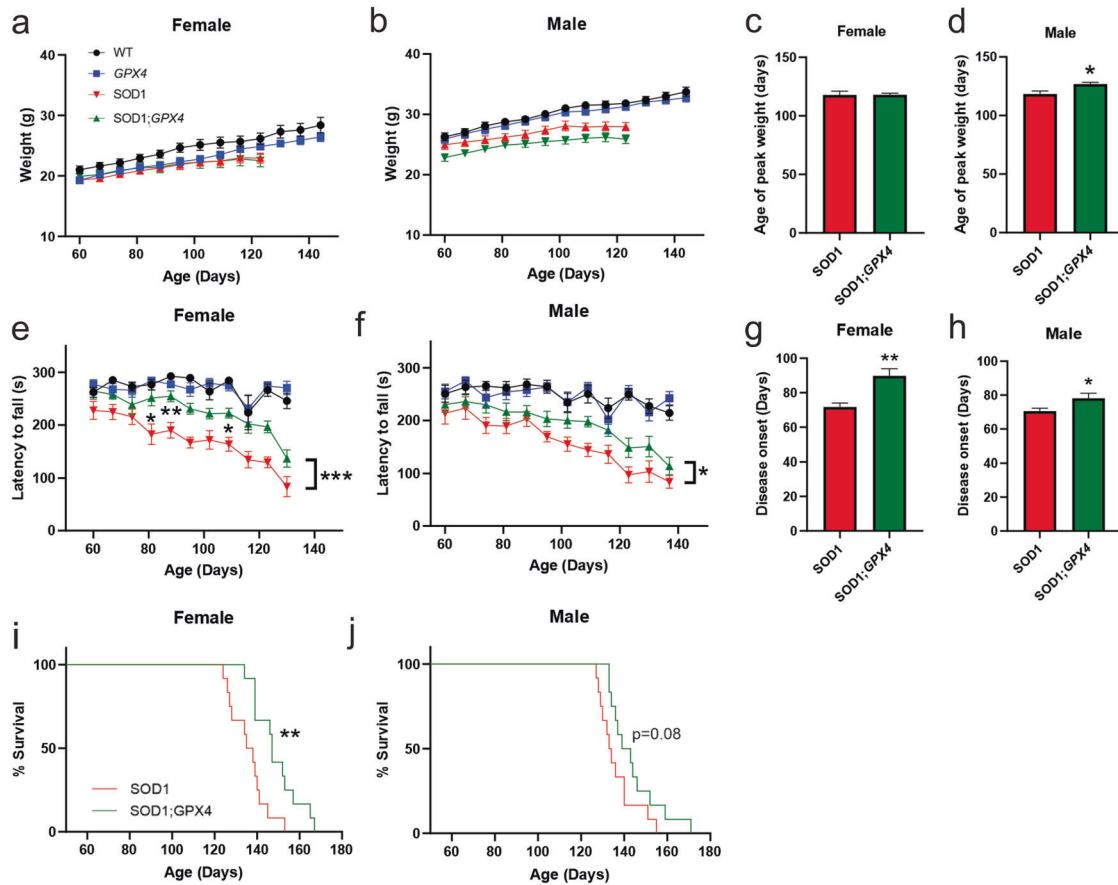 a
Female
WT
GPX4
SOD1
SOD1;GPX4
40
30
20
10
Weight (g)
60
80
100
120
140
Age (Days)
b
Male
40
30
20
10
Weight (g)
60
80
100
120
140
Age (Days)
c
Female
150
100
50
0
Age of peak weight (days)
SOD1
SOD1;GPX4
d
Male
*
150
100
50
0
Age of peak weight (days)
SOD1
SOD1;GPX4
e
Female
300
200
100
0
Latency to fall (s)
*
**
*
***
60
80
100
120
140
Age (Days)
f
Male
300
200
100
0
Latency to fall (s)
*
60
80
100
120
140
Age (Days)
g
Female
**
100
80
60
40
20
0
Disease onset (Days)
SOD1
SOD1;GPX4
h
Male
*
100
80
60
40
20
0
Disease onset (Days)
SOD1
SOD1;GPX4
i
Female
100
50
0
% Survival
**
SOD1
SOD1;GPX4
60
80
100
120
140
160
180
Age (Days)
j
Male
100
50
0
% Survival
p=0.08
60
80
100
120
140
160
180
Age (Days)